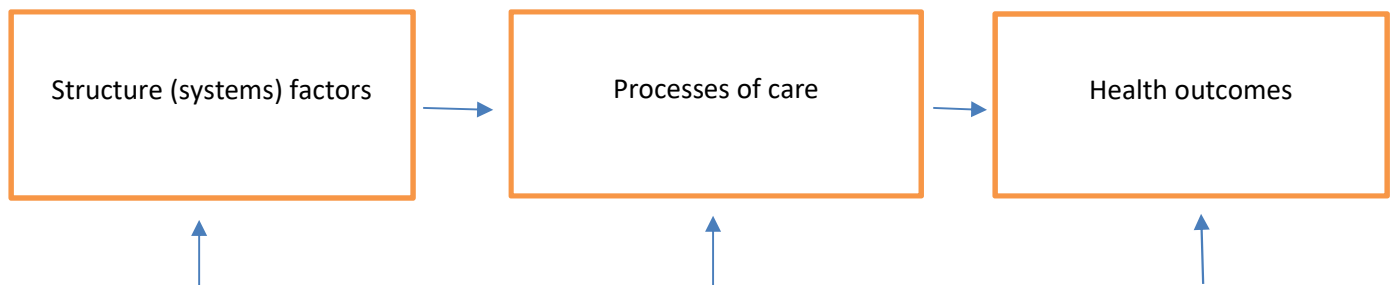 Structure (systems) factors
Processes of care
Health outcomes